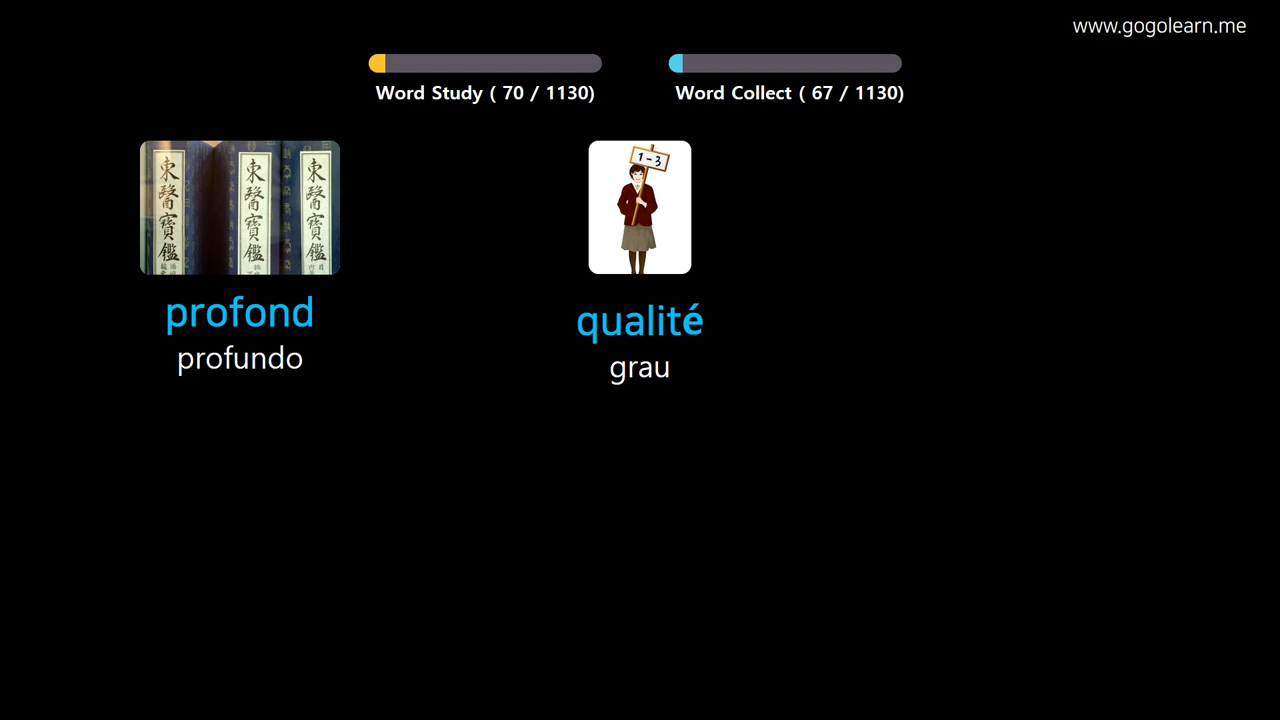 www.gogolearn.me
Word Study ( 70 / 1130)
Word Collect ( 67 / 1130)
東醫寶鑑
東醫寶鑑
東醫寶鑑
1-3
profond
profundo
qualité
grau